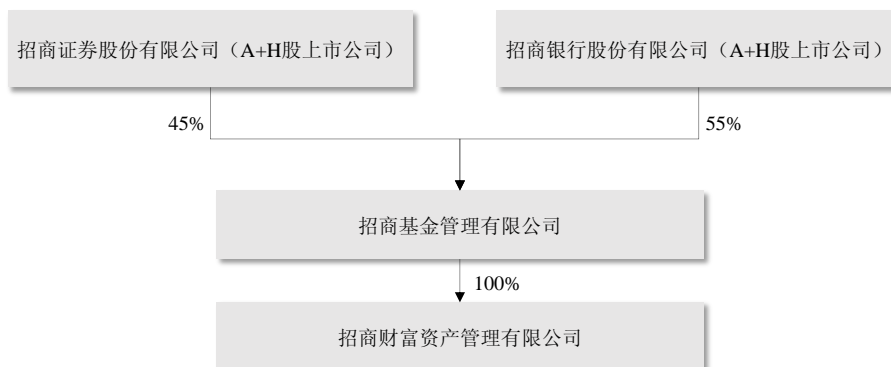 招商证券股份有限公司（A+H股上市公司）
招商银行股份有限公司（A+H股上市公司）
45%
55%
招商基金管理有限公司
100%
招商财富资产管理有限公司